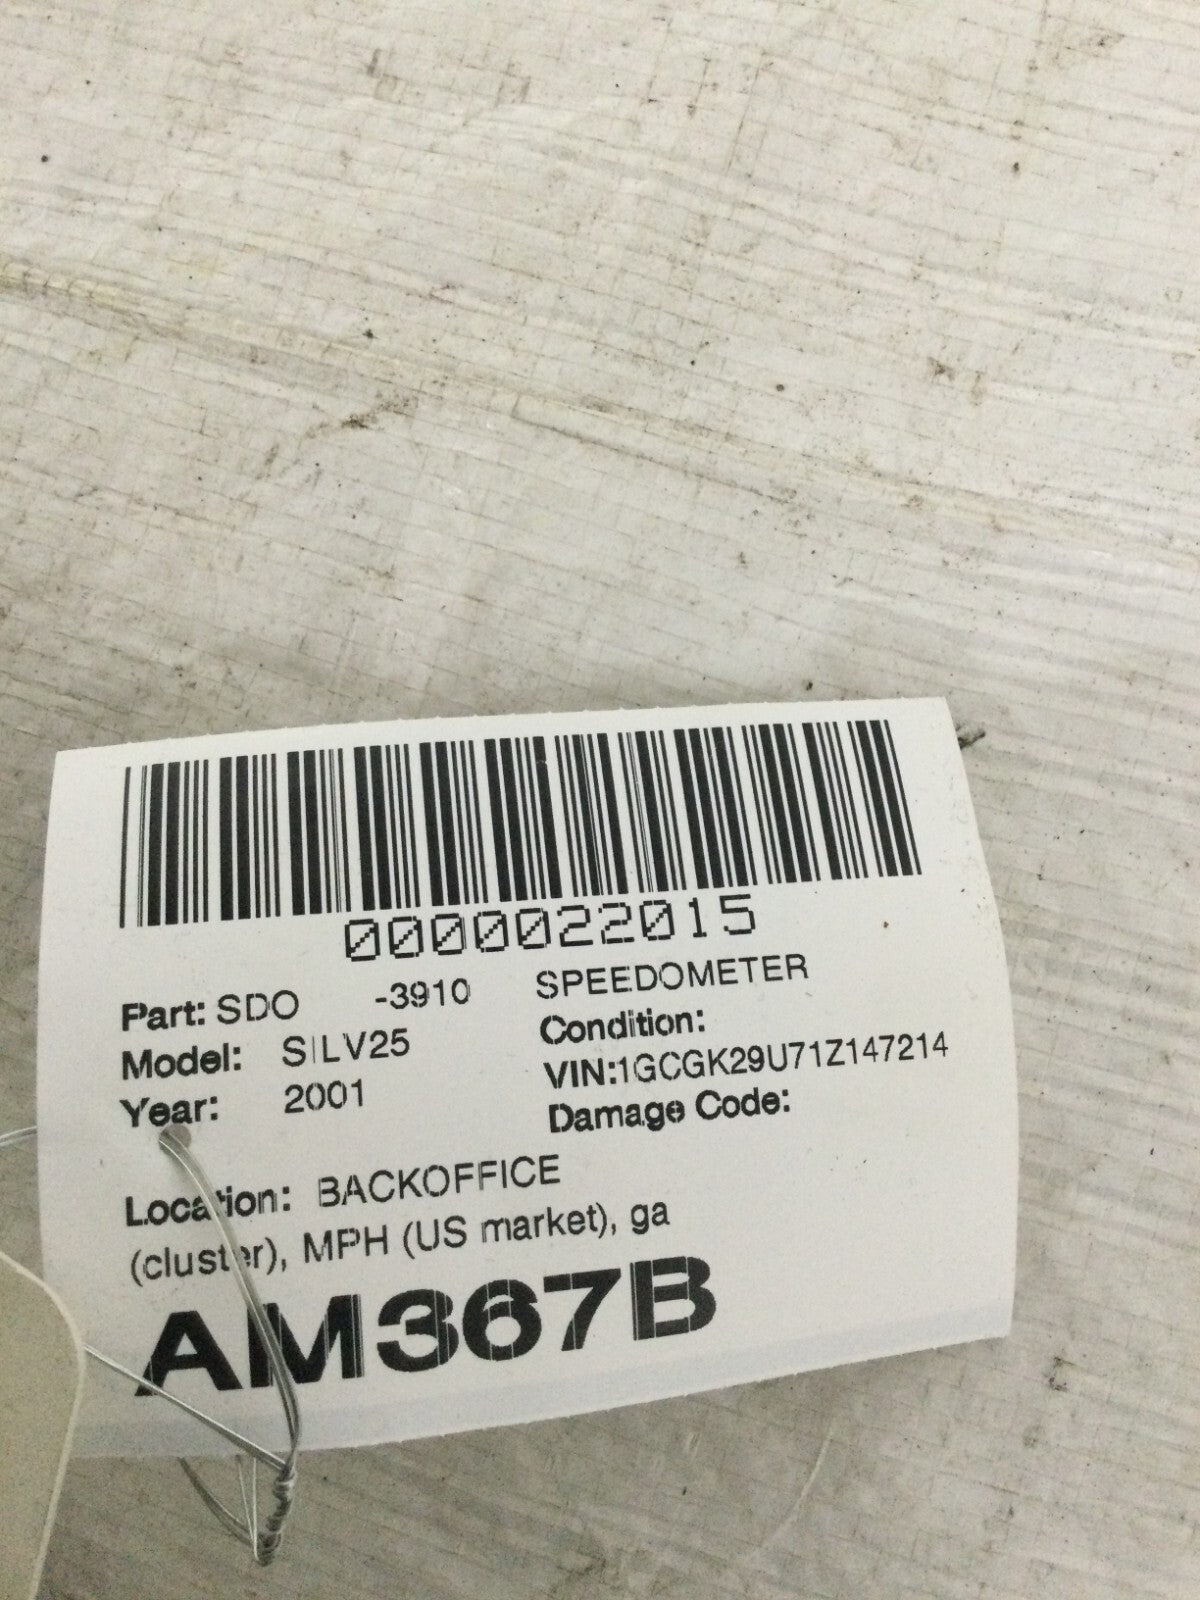 0000022015
Part: SDO -3910 SPEEDOMETER
Model: SILV25 Condition:
Year: 2001 VIN:1GCGK29U71Z147214
Damage Code:
Location: BACKOFFICE
(cluster), MPH (US market), ga
AM367B